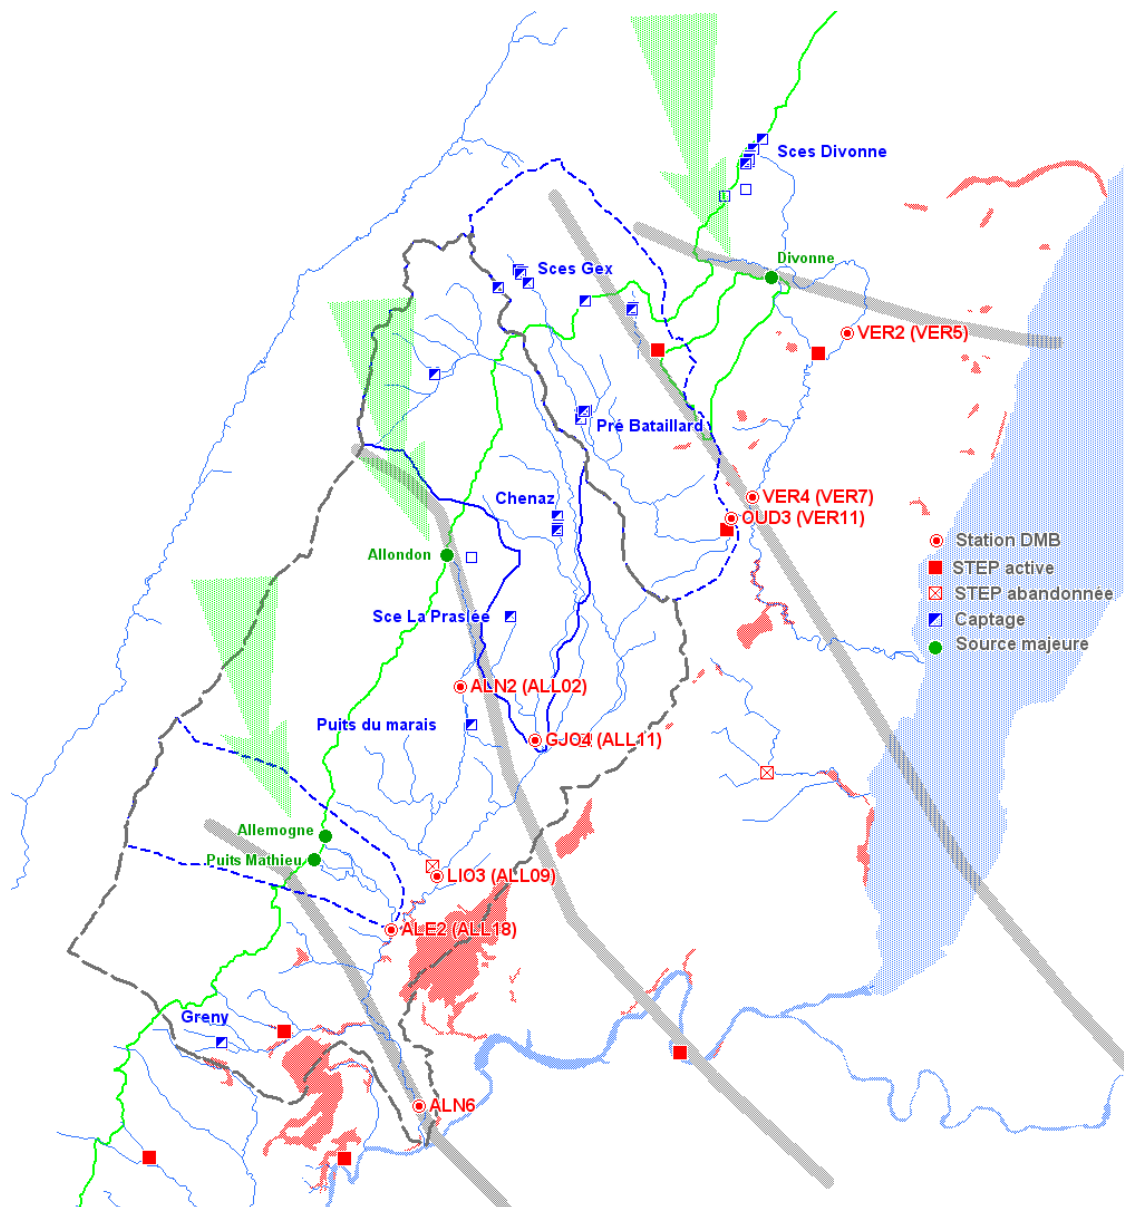 Sces Divonne
Divonne
Sces Gex
VER2 (VER5)
Pré Bataillard
Chenaz
VER4 (VER7)
OUD3 (VER11)
Allondon
Station DMB
STEP active
STEP abandonnée
Captage
Source majeure
Sce La Praslée
ALN2 (ALL02)
Puits du marais
GJO4 (ALL11)
Allemogne
Puits Mathieu
LIO3 (ALL09)
ALE2 (ALL18)
Greny
ALN6